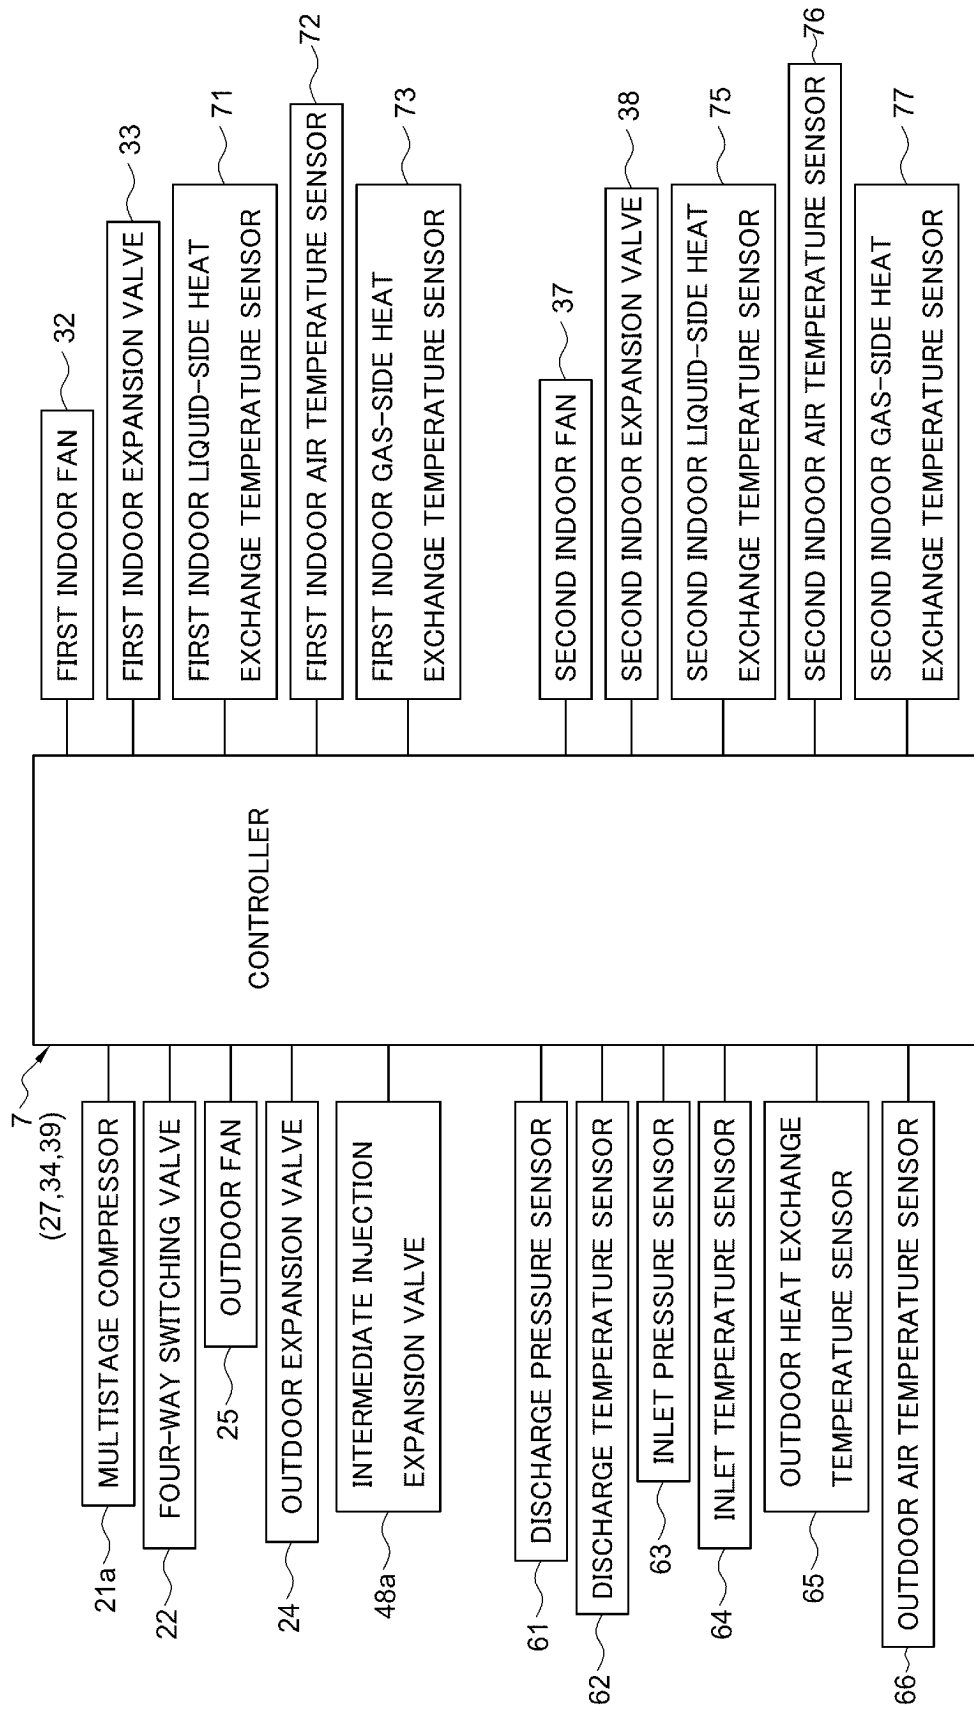 7
(27,34,39)
CONTROLLER
MULTISTAGE COMPRESSOR
21a
FOUR-WAY SWITCHING VALVE
22
OUTDOOR FAN
25
OUTDOOR EXPANSION VALVE
24
INTERMEDIATE INJECTION
EXPANSION VALVE
48a
DISCHARGE PRESSURE SENSOR
61
DISCHARGE TEMPERATURE SENSOR
62
INLET PRESSURE SENSOR
63
INLET TEMPERATURE SENSOR
64
OUTDOOR HEAT EXCHANGE
TEMPERATURE SENSOR
65
OUTDOOR AIR TEMPERATURE SENSOR
66
FIRST INDOOR FAN
32
FIRST INDOOR EXPANSION VALVE
33
FIRST INDOOR LIQUID-SIDE HEAT
EXCHANGE TEMPERATURE SENSOR
71
FIRST INDOOR AIR TEMPERATURE SENSOR
72
FIRST INDOOR GAS-SIDE HEAT
EXCHANGE TEMPERATURE SENSOR
73
SECOND INDOOR FAN
37
SECOND INDOOR EXPANSION VALVE
38
SECOND INDOOR LIQUID-SIDE HEAT
EXCHANGE TEMPERATURE SENSOR
75
SECOND INDOOR AIR TEMPERATURE SENSOR
76
SECOND INDOOR GAS-SIDE HEAT
EXCHANGE TEMPERATURE SENSOR
77